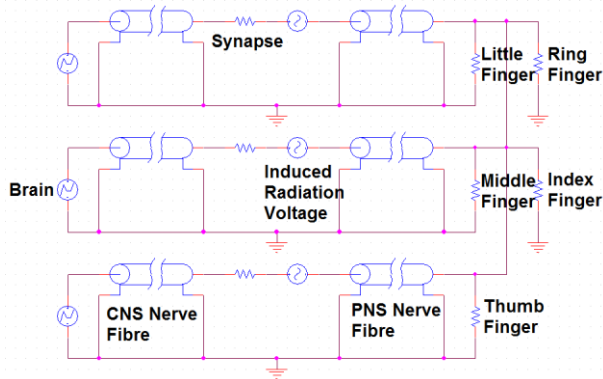 Synapse
Little
Finger
Ring
Finger
Brain
Induced
Radiation
Voltage
Middle
Finger
Index
Finger
CNS Nerve
Fibre
PNS Nerve
Fibre
Thumb
Finger